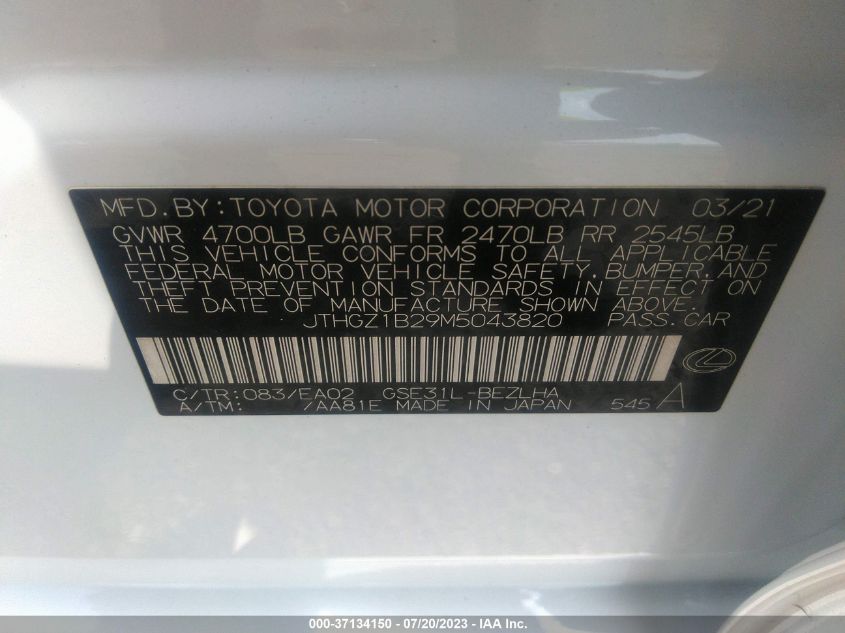 MFD. BY: TOYOTA MOTOR CORPORATION 03/21
GVWR 4700LB GAWR FR 2470LB RR 2545LB
THIS VEHICLE CONFORMS TO ALL APPLICABLE
FEDERAL MOTOR VEHICLE SAFETY, BUMPER, AND
THEFT PREVENTION STANDARDS IN EFFECT ON
THE DATE OF MANUFACTURE SHOWN ABOVE.
JTHGZ1B29M5043820 PASS. CAR
C/TR: 083/EA02 GSE31L-BEZLHA
A/TM: /AA81E MADE IN JAPAN 545 A
000-37134150 - 07/20/2023 - IAA Inc.